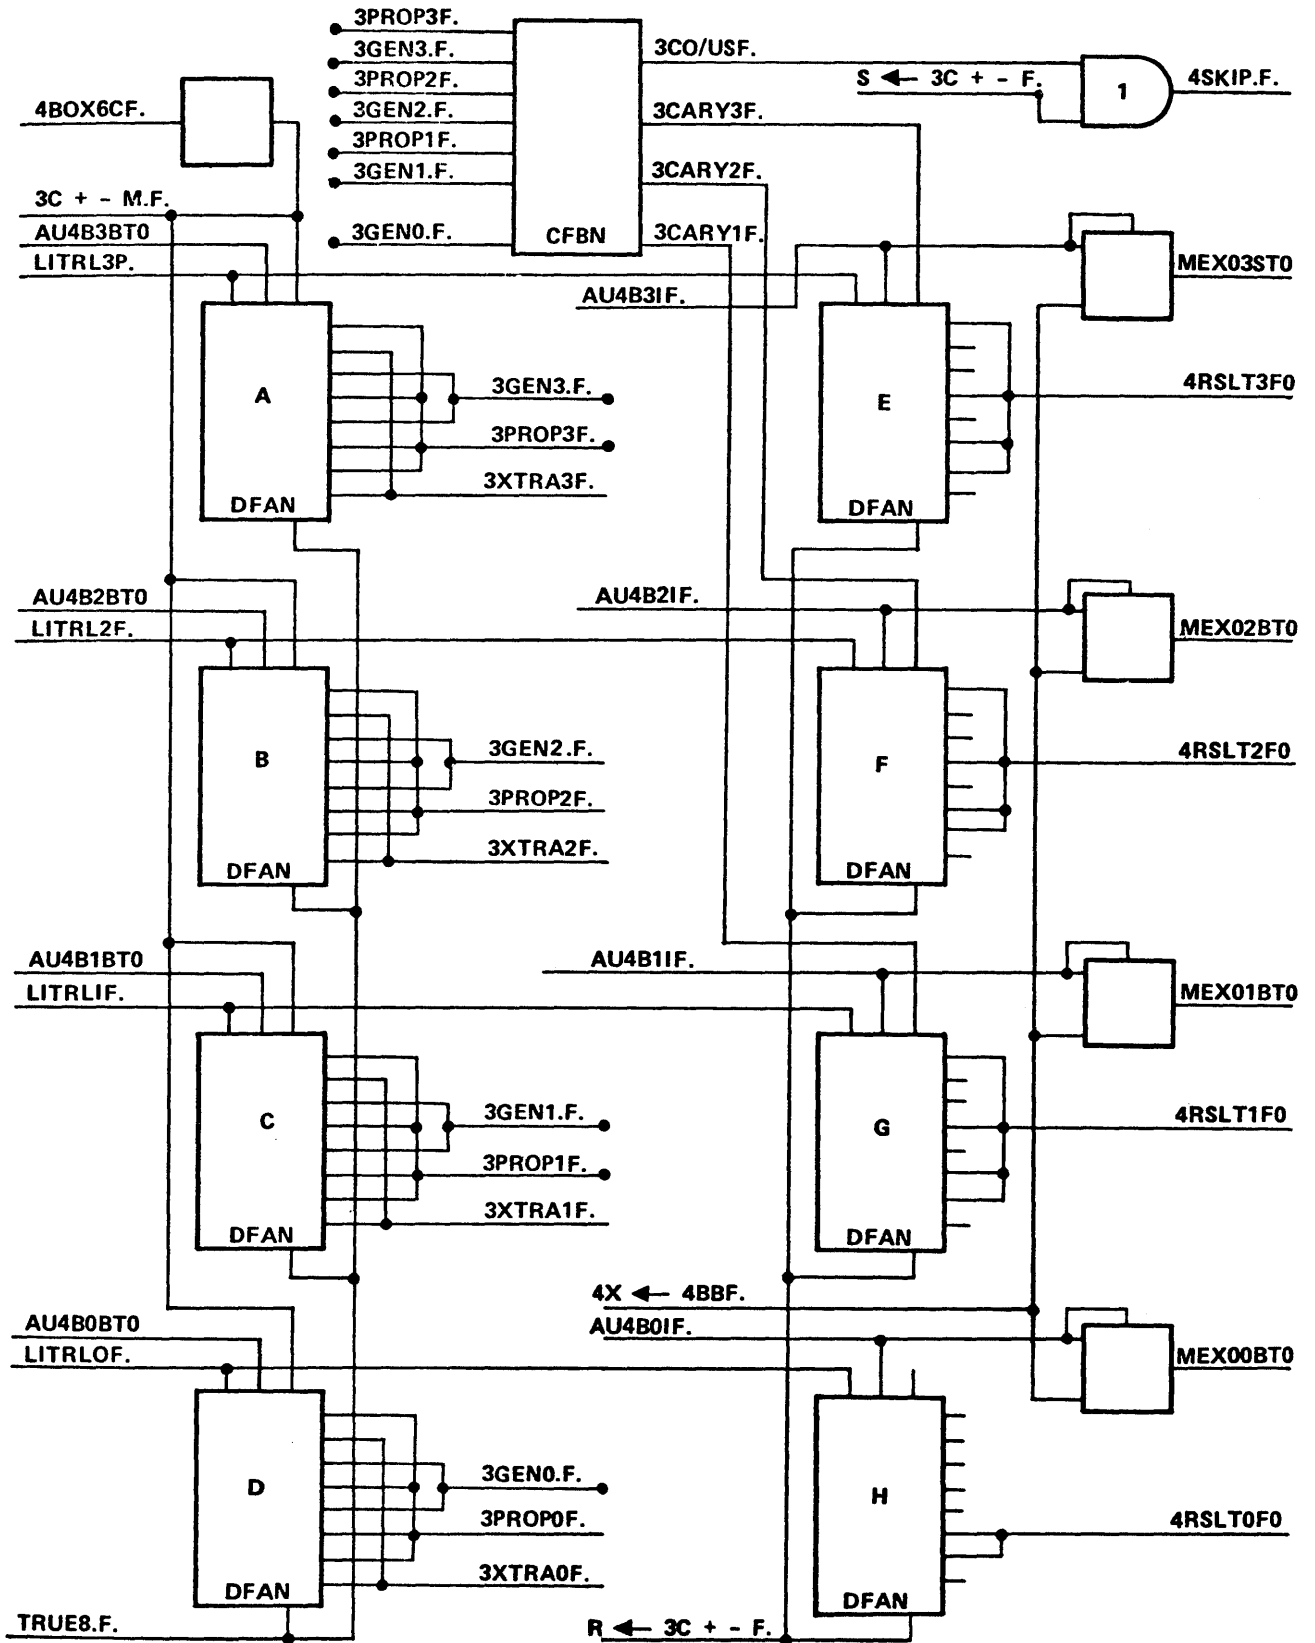 3PROP3F.
3GEN3.F.
3PROP2F.
3GEN2.F.
3PROP1F.
3GEN1.F.
3GEN0.F.
CFBN
3CO/USF.
S ← 3C + - F.
1
4SKIP.F.
3CARY3F.
3CARY2F.
3CARY1F.
4BOX6CF.
3C + - M.F.
AU4B3BT0
LITRL3P.
AU4B3IF.
MEX03ST0
A
DFAN
3GEN3.F.
3PROP3F.
3XTRA3F.
E
DFAN
4RSLT3F0
AU4B2BT0
LITRL2F.
AU4B2IF.
MEX02BT0
B
DFAN
3GEN2.F.
3PROP2F.
3XTRA2F.
F
DFAN
4RSLT2F0
AU4B1BT0
LITRLIF.
AU4B1IF.
MEX01BT0
C
DFAN
3GEN1.F.
3PROP1F.
3XTRA1F.
G
DFAN
4RSLT1F0
4X ← 4BBF.
AU4B0BT0
LITRLOF.
AU4B0IF.
MEX00BT0
D
DFAN
3GEN0.F.
3PROP0F.
3XTRA0F.
H
DFAN
4RSLT0F0
TRUE8.F.
R ← 3C + - F.